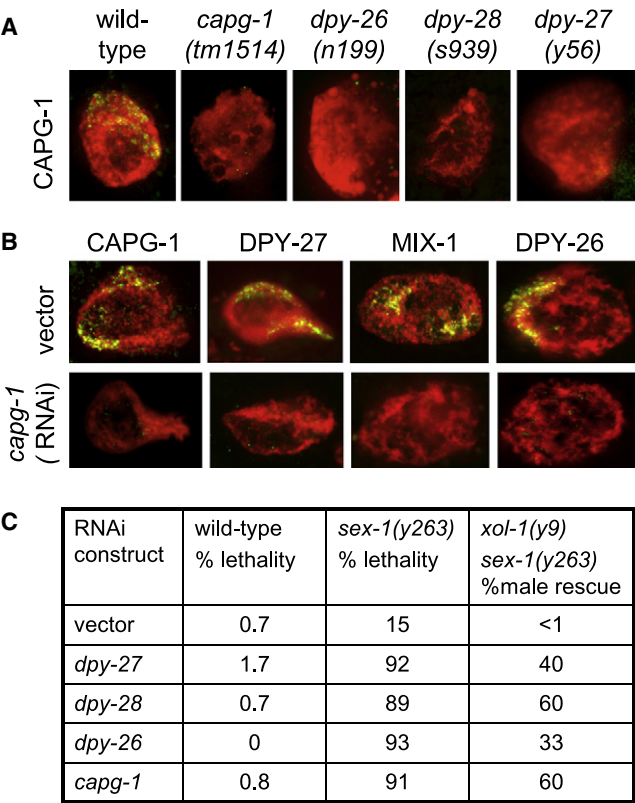 A
wild-type
capg-1 (tm1514)
dpy-26 (n199)
dpy-28 (s939)
dpy-27 (y56)
CAPG-1
B
CAPG-1 DPY-27 MIX-1 DPY-26
vector
capg-1 (RNAi)
C
RNAi construct
wild-type % lethality
sex-1(y263) % lethality
xol-1(y9) sex-1(y263) %male rescue
vector 0.7 15 <1
dpy-27 1.7 92 40
dpy-28 0.7 89 60
dpy-26 0 93 33
capg-1 0.8 91 60